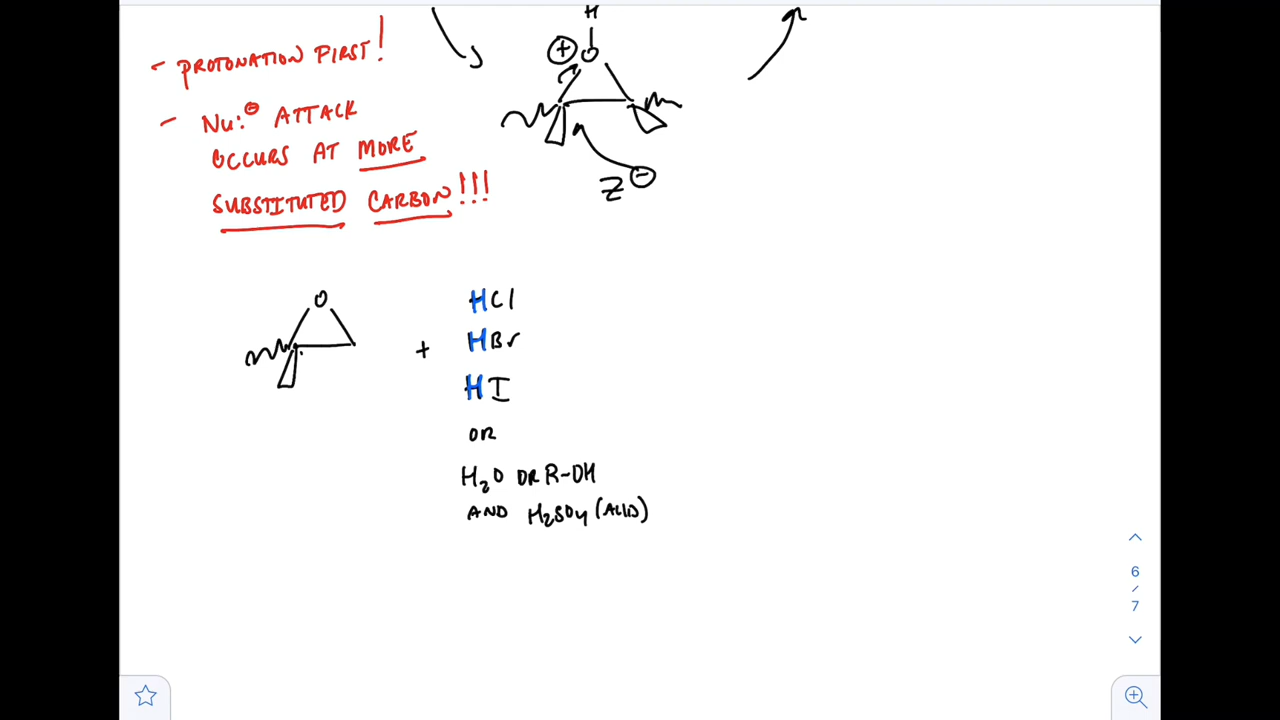 H
⊕ O
- PROTONATION FIRST!
- Nu:⊖ ATTACK
OCCURS AT MORE
SUBSTITUTED CARBON!!!
Z⊖
O
+
HCl
HBr
HI
OR
H₂O OR R-OH
AND H₂SO₄ (ACID)
6
/
7